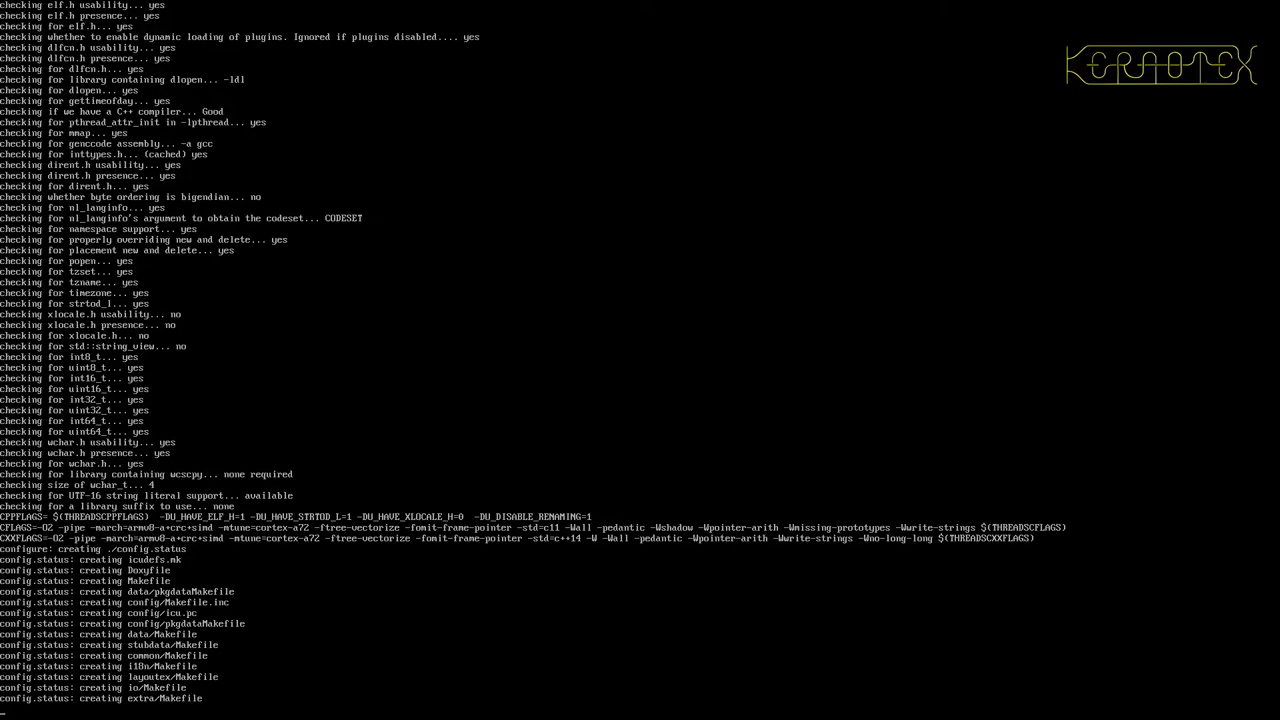 checking elf.h usability... yes
checking elf.h presence... yes
checking for elf.h... yes
checking whether to enable dynamic loading of plugins. Ignored if plugins disabled.... yes
checking dlfcn.h usability... yes
checking dlfcn.h presence... yes
checking for dlfcn.h... yes
checking for library containing dlopen... -ldl
checking for dlopen... yes
checking for gettimeofday... yes
checking if we have a C++ compiler... Good
checking for pthread_attr_init in -lpthread... yes
checking for mmap... yes
checking for genccode assembly... -a gcc
checking for inttypes.h... (cached) yes
checking dirent.h usability... yes
checking dirent.h presence... yes
checking for dirent.h... yes
checking whether byte ordering is bigendian... no
checking for nl_langinfo... yes
checking for nl_langinfo's argument to obtain the codeset... CODESET
checking for namespace support... yes
checking for properly overriding new and delete... yes
checking for placement new and delete... yes
checking for popen... yes
checking for tzset... yes
checking for tzname... yes
checking for timezone... yes
checking for strtod_l... yes
checking xlocale.h usability... no
checking xlocale.h presence... no
checking for xlocale.h... no
checking for std::string_view... no
checking for int8_t... yes
checking for uint8_t... yes
checking for int16_t... yes
checking for uint16_t... yes
checking for int32_t... yes
checking for uint32_t... yes
checking for int64_t... yes
checking for uint64_t... yes
checking wchar.h usability... yes
checking wchar.h presence... yes
checking for wchar.h... yes
checking for library containing wcscpy... none required
checking size of wchar_t... 4
checking for UTF-16 string literal support... available
checking for a library suffix to use... none
CPPFLAGS= $(THREADSCPPFLAGS)  -DU_HAVE_ELF_H=1 -DU_HAVE_STRTOD_L=1 -DU_HAVE_XLOCALE_H=0  -DU_DISABLE_RENAMING=1
CFLAGS=-O2 -pipe -march=armv8-a+crc+simd -mtune=cortex-a72 -ftree-vectorize -fomit-frame-pointer -std=c11 -Wall -pedantic -Wshadow -Wpointer-arith -Wmissing-prototypes -Wwrite-strings $(THREADSCFLAGS)
CXXFLAGS=-O2 -pipe -march=armv8-a+crc+simd -mtune=cortex-a72 -ftree-vectorize -fomit-frame-pointer -std=c++14 -W -Wall -pedantic -Wpointer-arith -Wwrite-strings -Wno-long-long $(THREADSCXXFLAGS)
configure: creating ./config.status
config.status: creating icudefs.mk
config.status: creating Doxyfile
config.status: creating Makefile
config.status: creating data/pkgdataMakefile
config.status: creating config/Makefile.inc
config.status: creating config/icu.pc
config.status: creating config/pkgdataMakefile
config.status: creating data/Makefile
config.status: creating stubdata/Makefile
config.status: creating common/Makefile
config.status: creating i18n/Makefile
config.status: creating layoutex/Makefile
config.status: creating io/Makefile
config.status: creating extra/Makefile
KERAOTEX